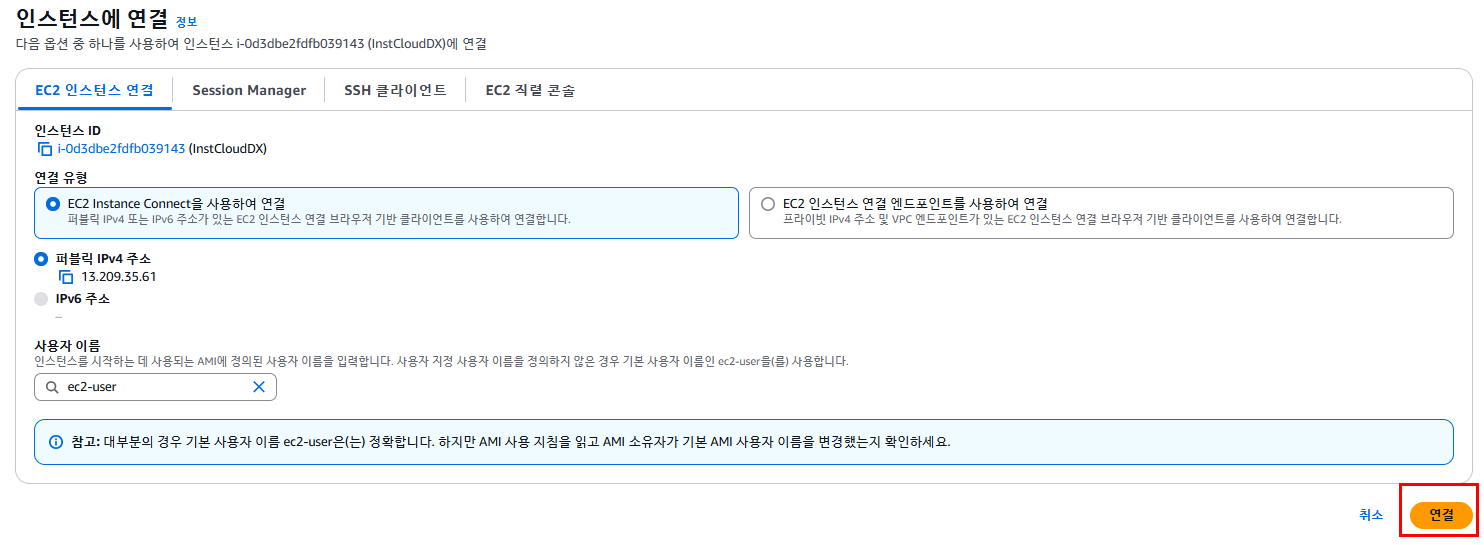 인스턴스에 연결 정보
다음 옵션 중 하나를 사용하여 인스턴스 i-0d3dbe2fdfb039143 (InstCloudDX)에 연결
EC2 인스턴스 연결 Session Manager SSH 클라이언트 EC2 직렬 콘솔
인스턴스 ID
i-0d3dbe2fdfb039143 (InstCloudDX)
연결 유형
EC2 Instance Connect을 사용하여 연결
퍼블릭 IPv4 또는 IPv6 주소가 있는 EC2 인스턴스 연결 브라우저 기반 클라이언트를 사용하여 연결합니다.
EC2 인스턴스 연결 엔드포인트를 사용하여 연결
프라이빗 IPv4 주소 및 VPC 엔드포인트가 있는 EC2 인스턴스 연결 브라우저 기반 클라이언트를 사용하여 연결합니다.
퍼블릭 IPv4 주소
13.209.35.61
IPv6 주소
–
사용자 이름
인스턴스를 시작하는 데 사용되는 AMI에 정의된 사용자 이름을 입력합니다. 사용자 지정 사용자 이름을 정의하지 않은 경우 기본 사용자 이름인 ec2-user을(를) 사용합니다.
ec2-user
참고: 대부분의 경우 기본 사용자 이름 ec2-user은(는) 정확합니다. 하지만 AMI 사용 지침을 읽고 AMI 소유자가 기본 AMI 사용자 이름을 변경했는지 확인하세요.
취소 연결